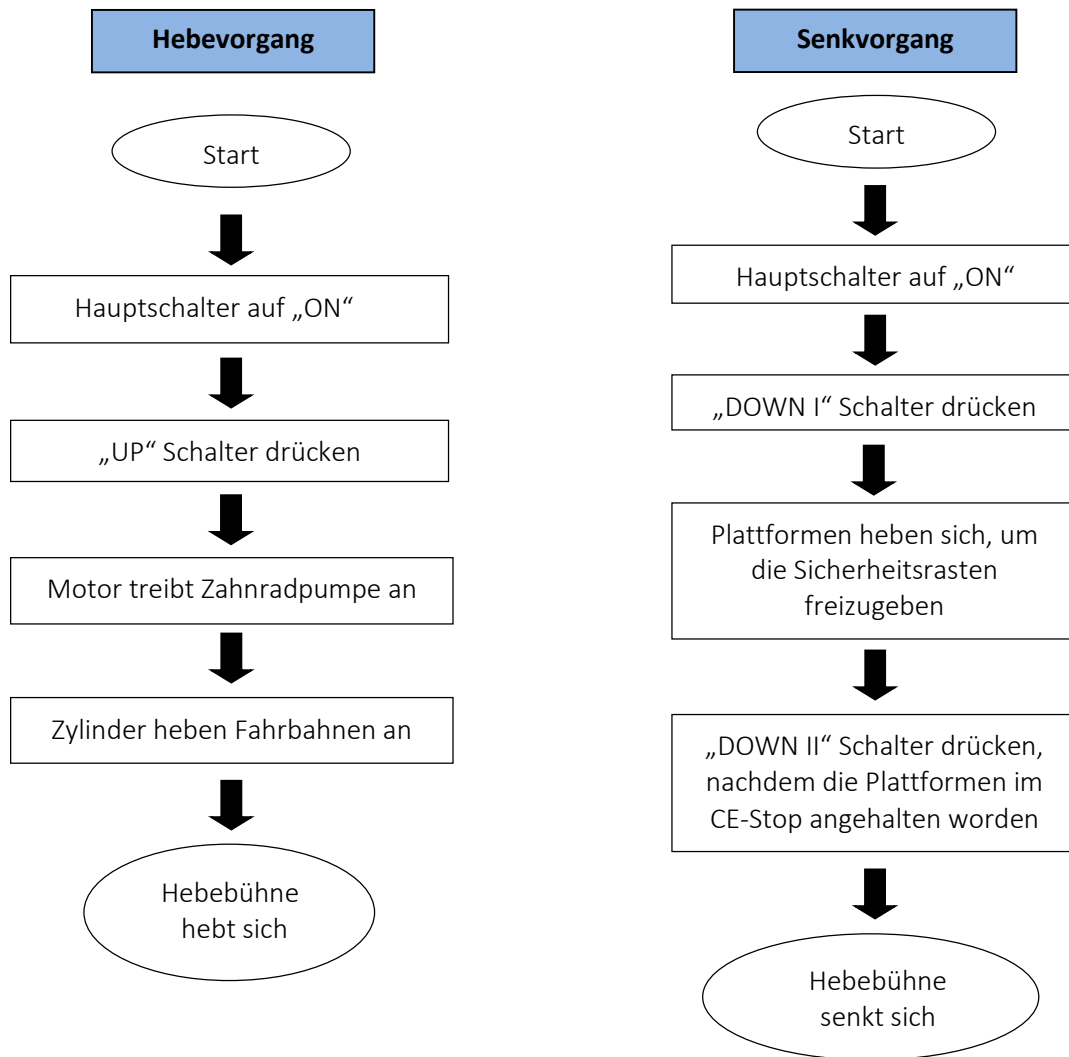 Hebevorgang
Start
Hauptschalter auf „ON“
„UP“ Schalter drücken
Motor treibt Zahnradpumpe an
Zylinder heben Fahrbahnen an
Hebebühne
hebt sich
Senkvorgang
Start
Hauptschalter auf „ON“
„DOWN I“ Schalter drücken
Plattformen heben sich, um
die Sicherheitsrasten
freizugeben
„DOWN II“ Schalter drücken,
nachdem die Plattformen im
CE-Stop angehalten worden
Hebebühne
senkt sich